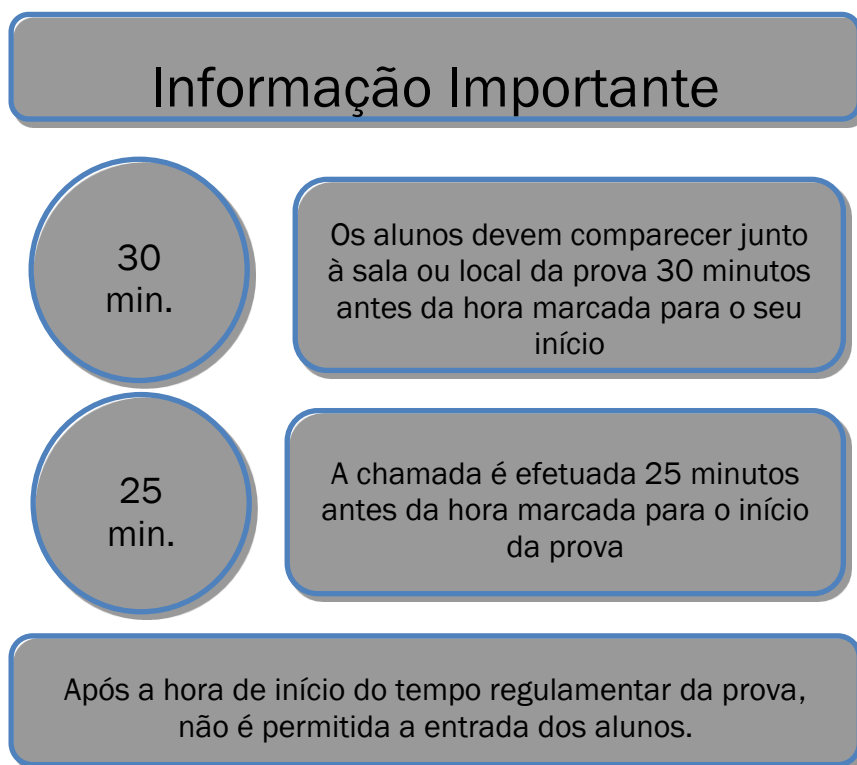 Informação Importante
30
min.
Os alunos devem comparecer junto
à sala ou local da prova 30 minutos
antes da hora marcada para o seu
início
25
min.
A chamada é efetuada 25 minutos
antes da hora marcada para o início
da prova
Após a hora de início do tempo regulamentar da prova,
não é permitida a entrada dos alunos.